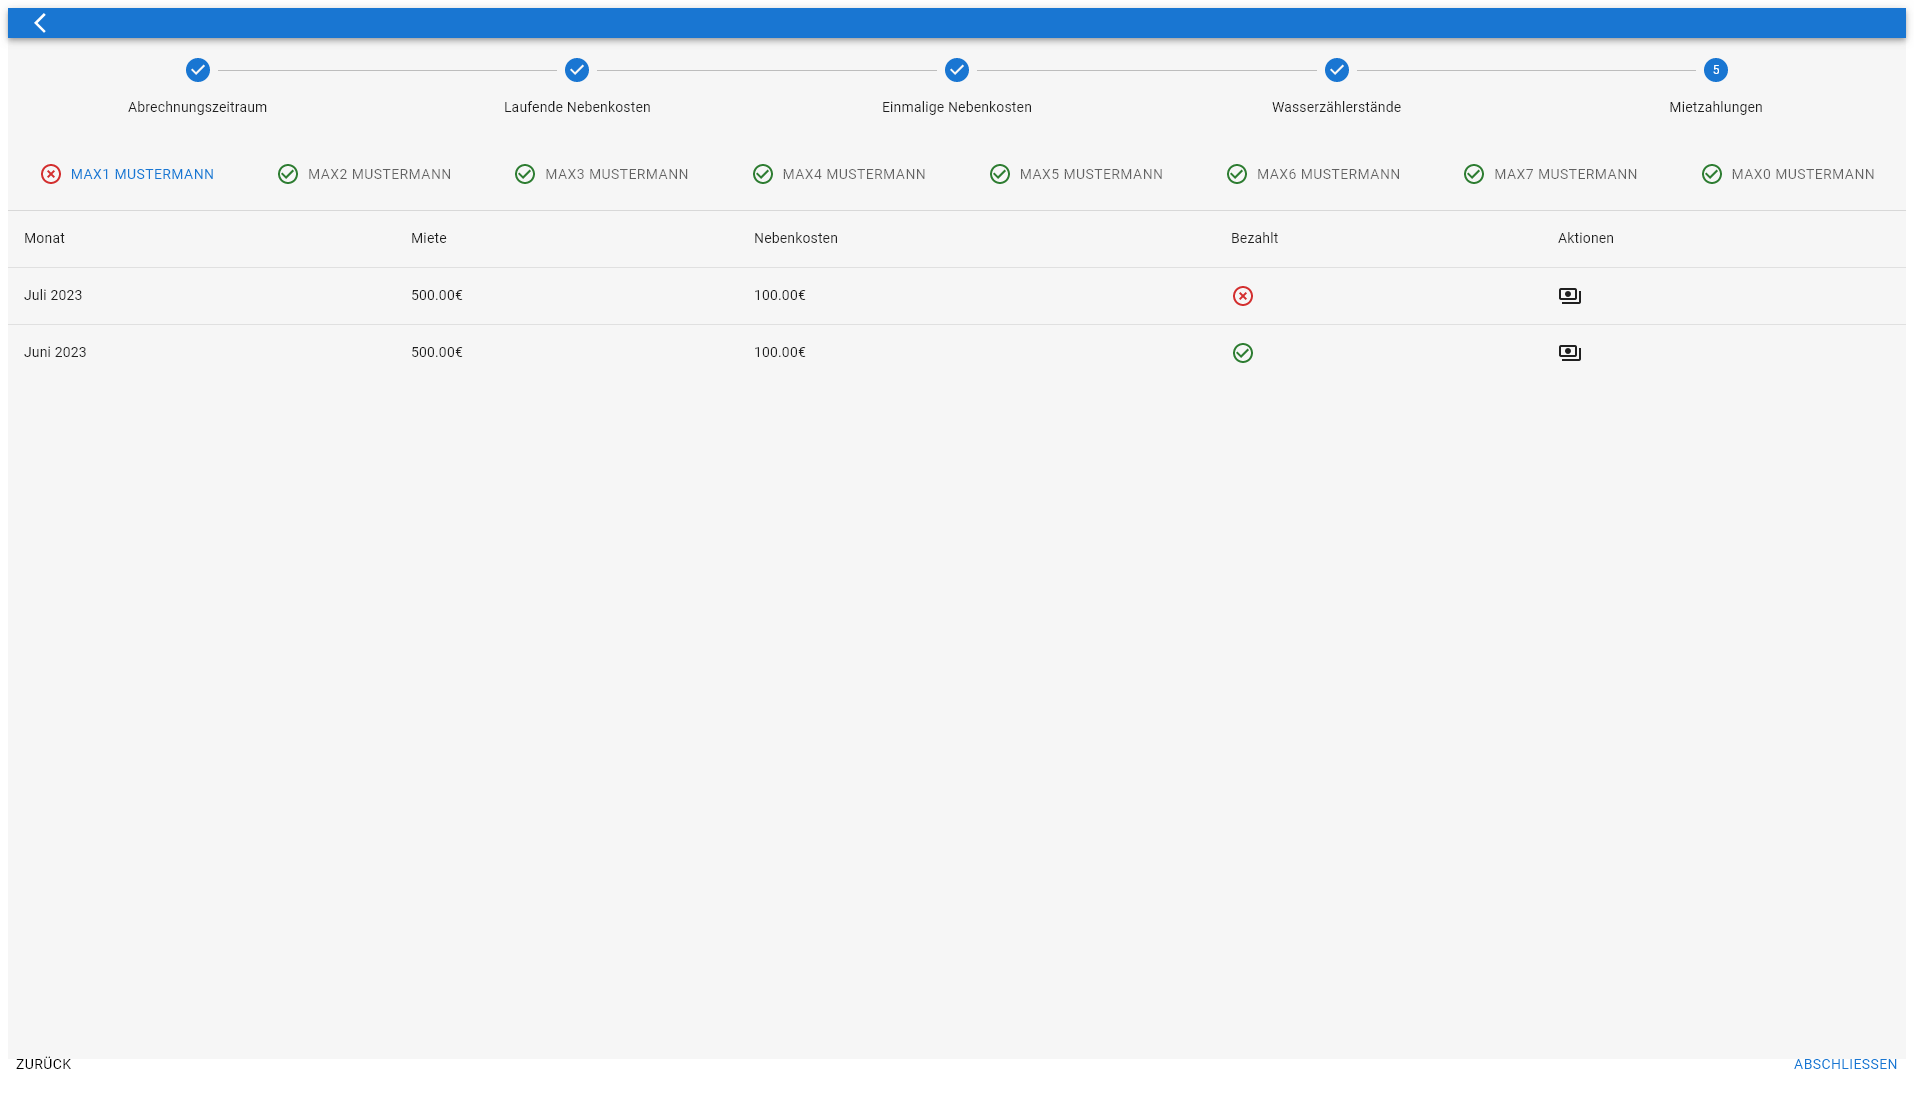 5
Abrechnungszeitraum Laufende Nebenkosten Einmalige Nebenkosten Wasserzählerstände Mietzahlungen
MAX1 MUSTERMANN MAX2 MUSTERMANN MAX3 MUSTERMANN MAX4 MUSTERMANN MAX5 MUSTERMANN MAX6 MUSTERMANN MAX7 MUSTERMANN MAX0 MUSTERMANN
Monat Miete Nebenkosten Bezahlt Aktionen
Juli 2023 500.00€ 100.00€
Juni 2023 500.00€ 100.00€
ZURÜCK ABSCHLIESSEN